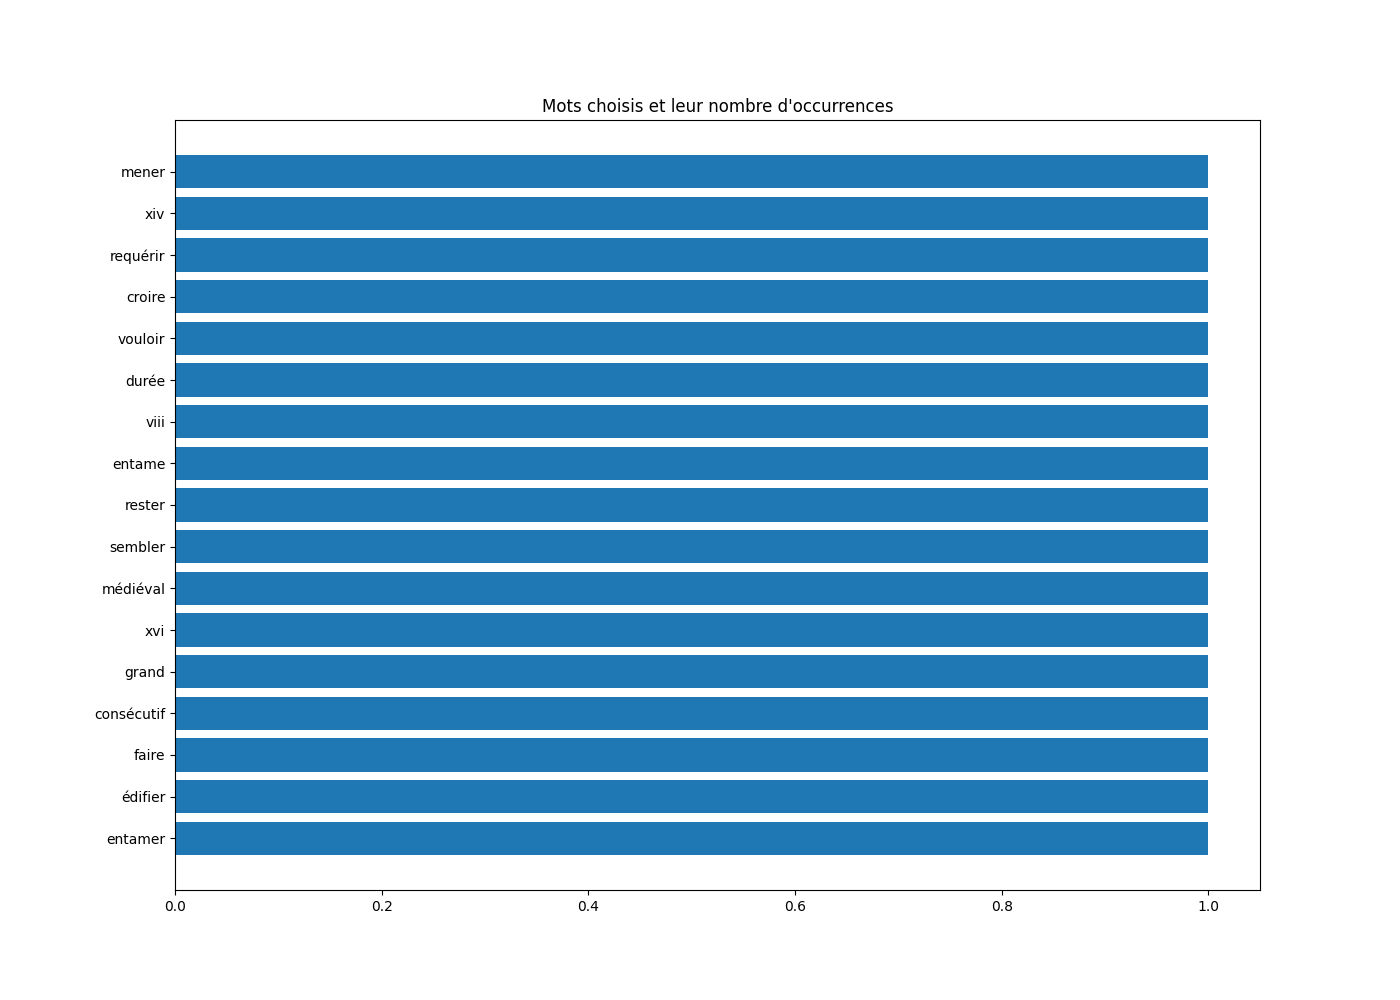 Mots choisis et leur nombre d'occurrences
mener
xiv
requérir
croire
vouloir
durée
viii
entame
rester
sembler
médiéval
xvi
grand
consécutif
faire
édifier
entamer
0.0 0.2 0.4 0.6 0.8 1.0